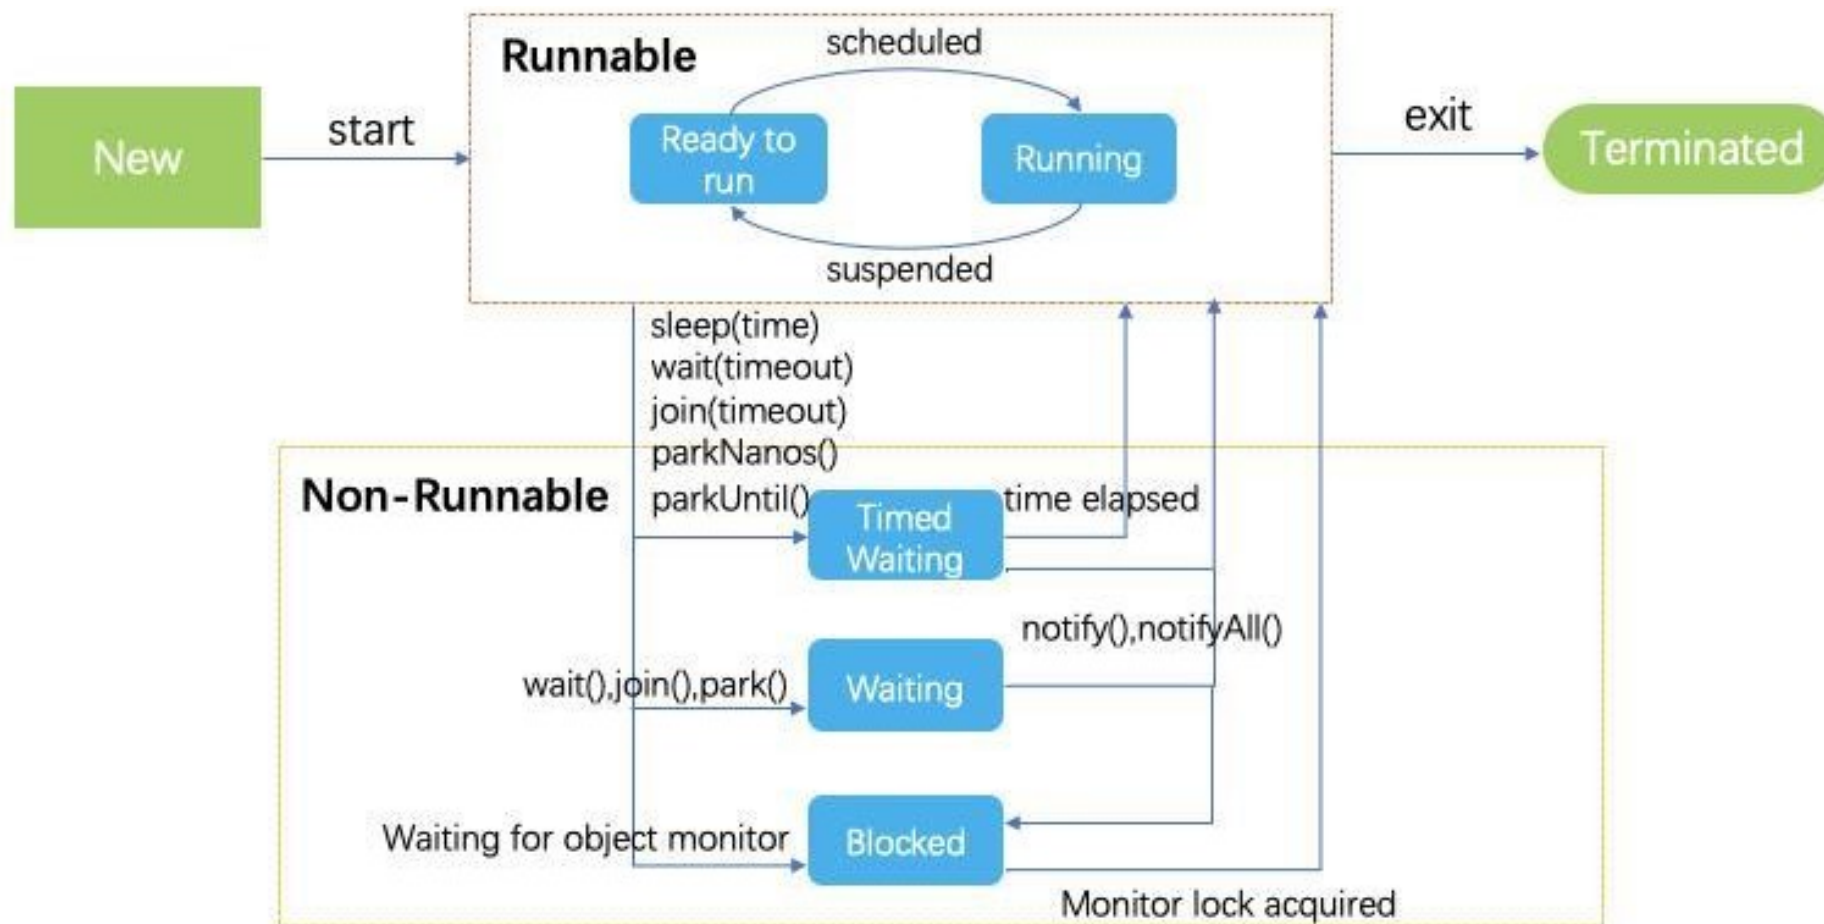 scheduled
Runnable
New
start
Ready to
run
Running
exit
Terminated
suspended
sleep(time)
wait(timeout)
join(timeout)
parkNanos()
Non-Runnable
parkUntil()
time elapsed
Timed
Waiting
notify(),notifyAll()
wait(),join(),park()
Waiting
Waiting for object monitor
Blocked
Monitor lock acquired